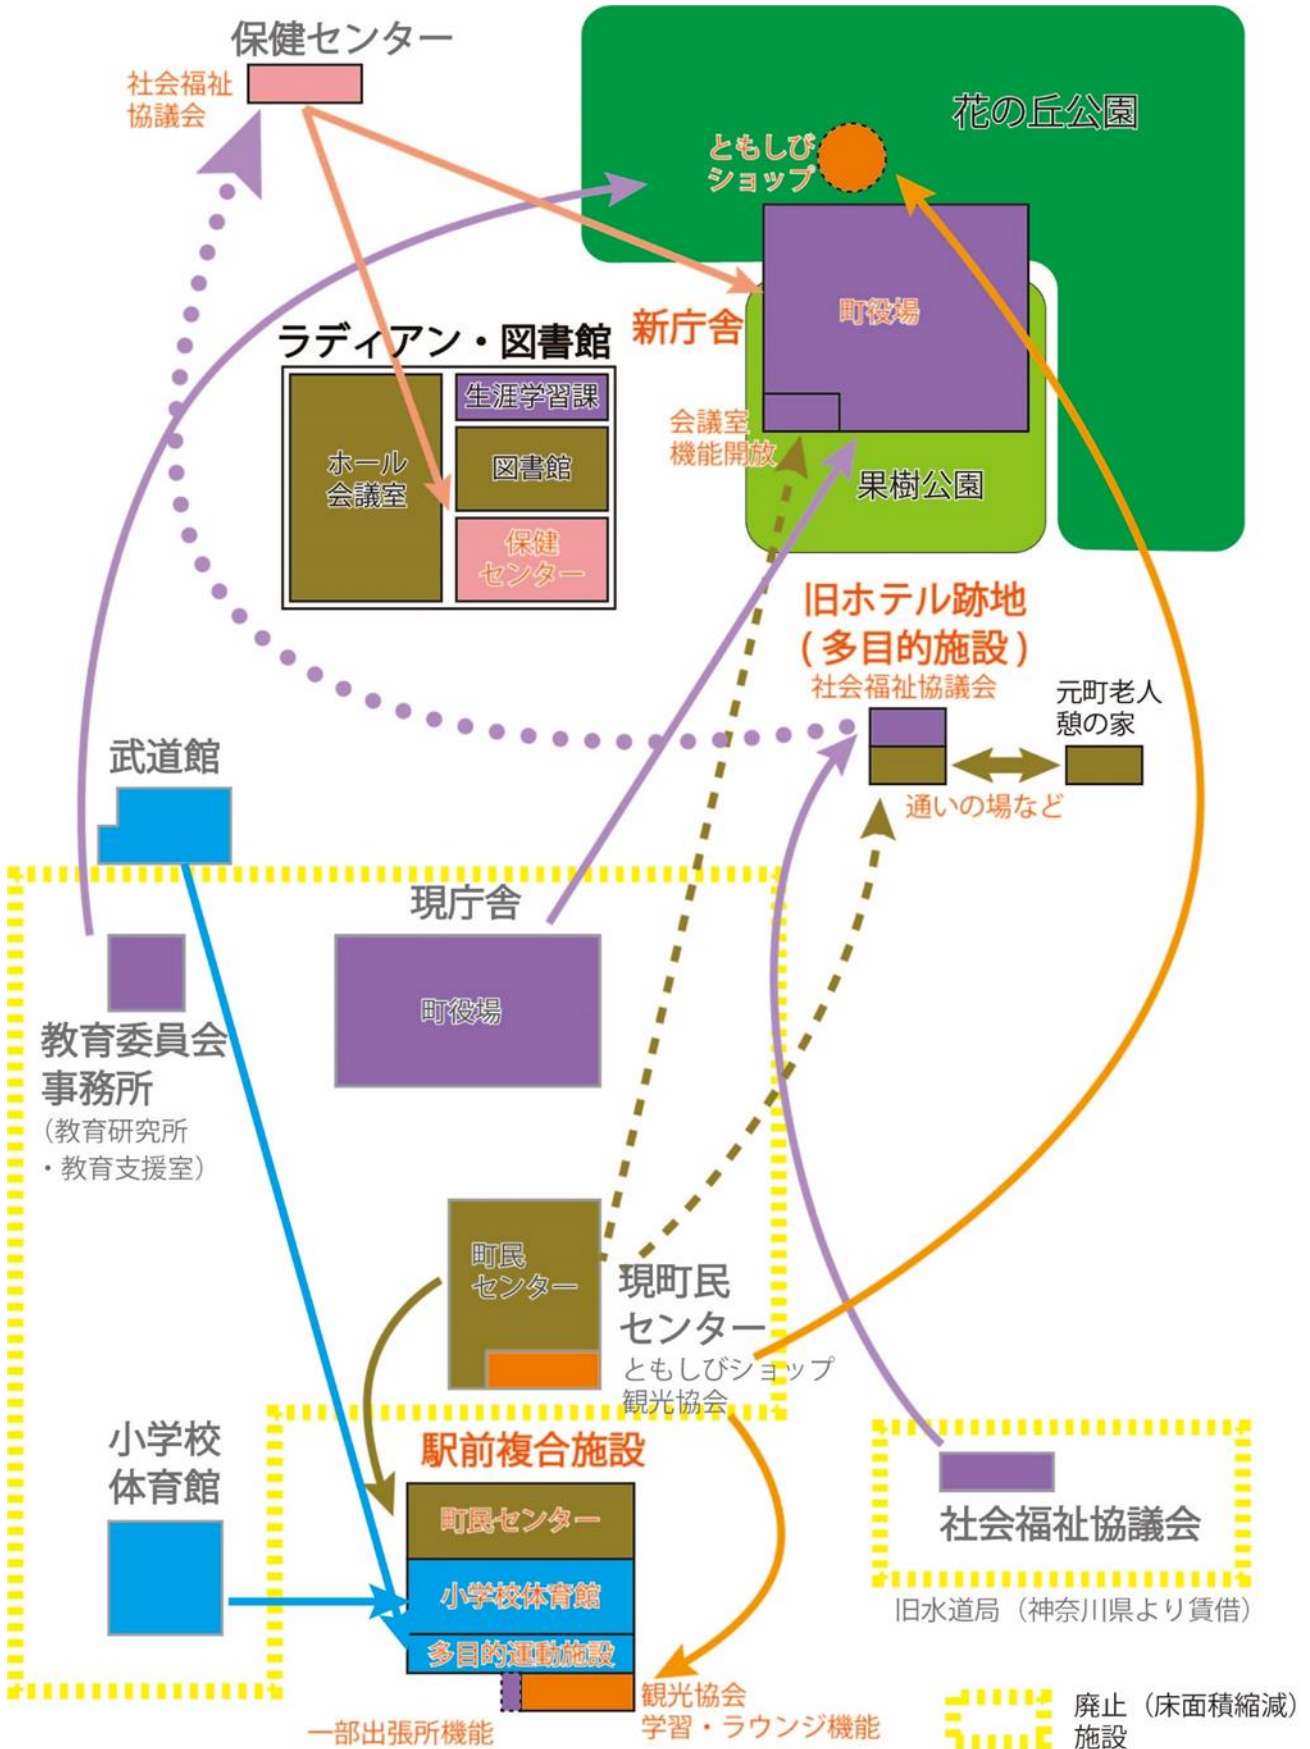 保健センター
社会福祉
協議会
花の丘公園
ともしび
ショップ
新庁舎
町役場
ラディアン・図書館
生涯学習課
ホール
会議室
図書館
保健
センター
会議室
機能開放
果樹公園
旧ホテル跡地
(多目的施設)
社会福祉協議会
元町老人
憩の家
通いの場など
武道館
現庁舎
町役場
教育委員会
事務所
（教育研究所
・教育支援室）
町民
センター
現町民
センター
ともしびショップ
観光協会
小学校
体育館
駅前複合施設
町民センター
小学校体育館
多目的運動施設
観光協会
学習・ラウンジ機能
一部出張所機能
社会福祉協議会
旧水道局（神奈川県より賃借）
廃止（床面積縮減）
施設